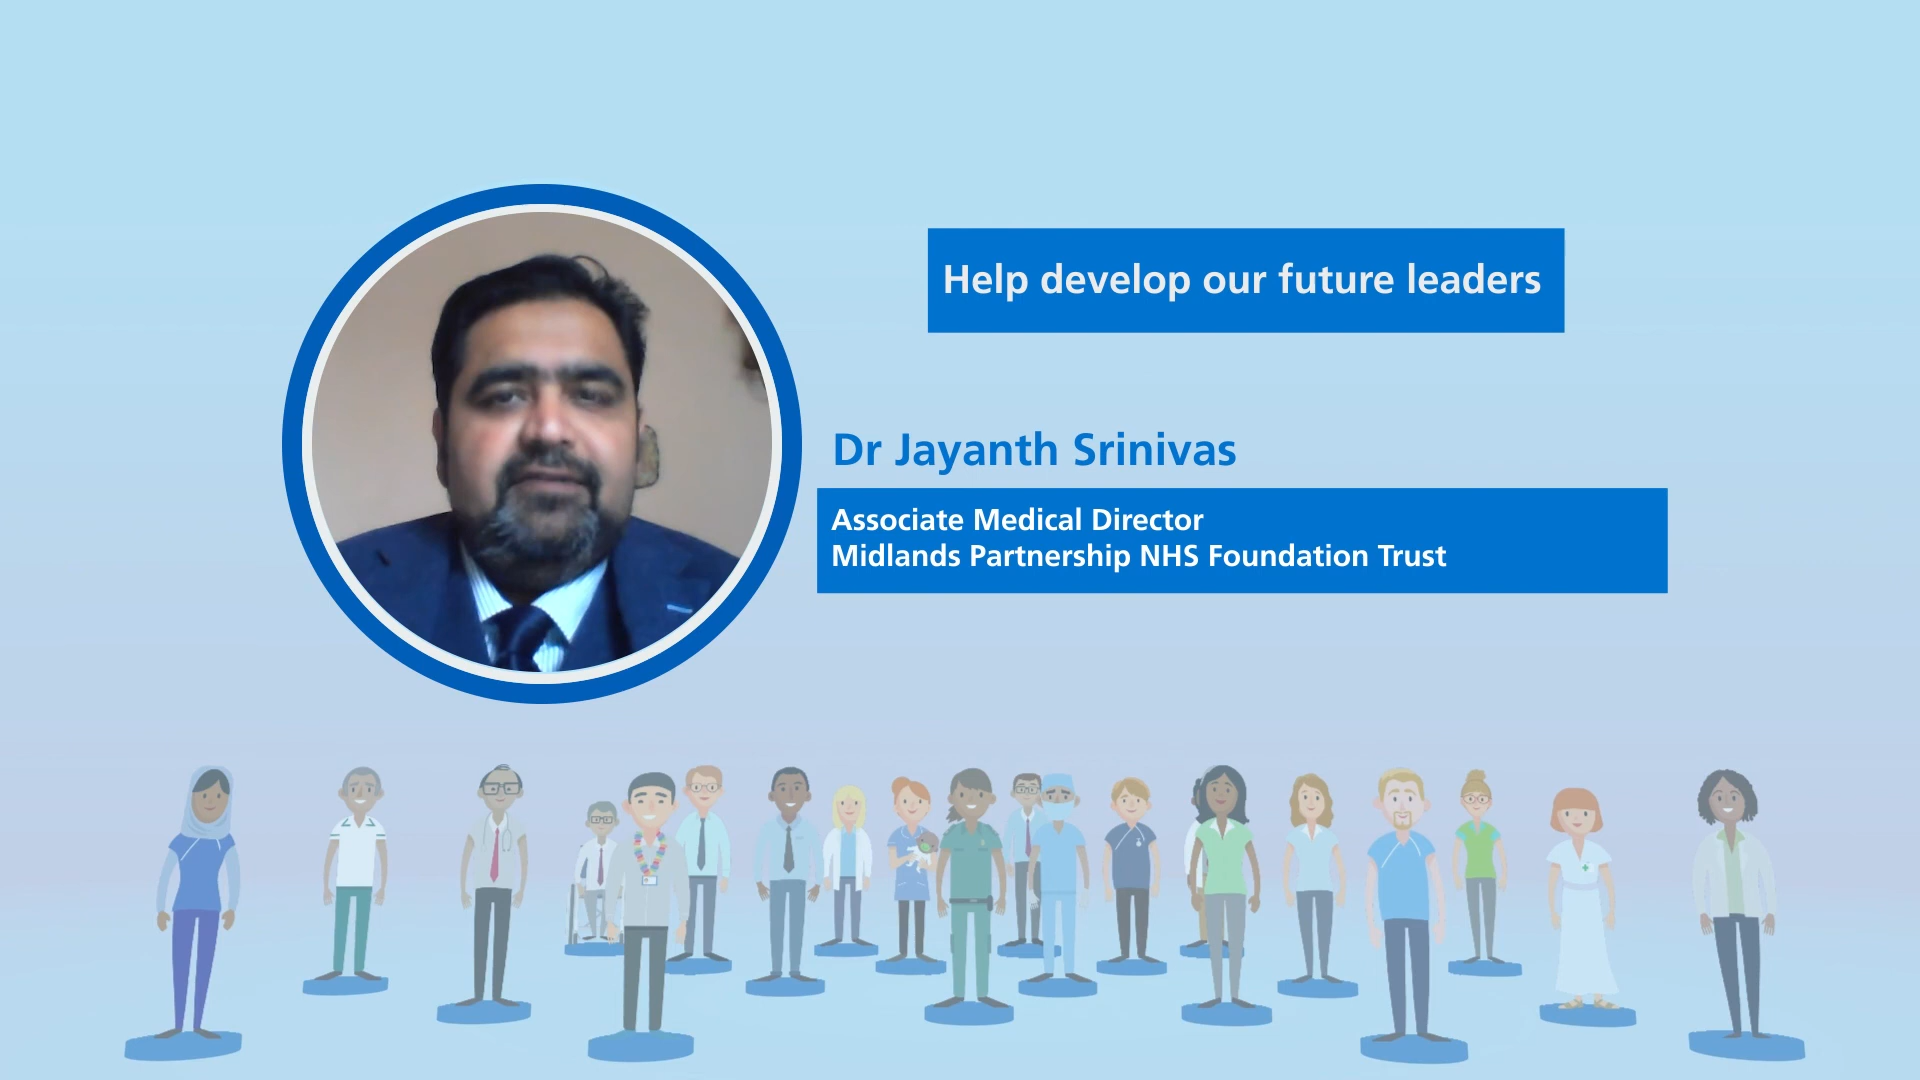 Help develop our future leaders
Dr Jayanth Srinivas
Associate Medical Director
Midlands Partnership NHS Foundation Trust